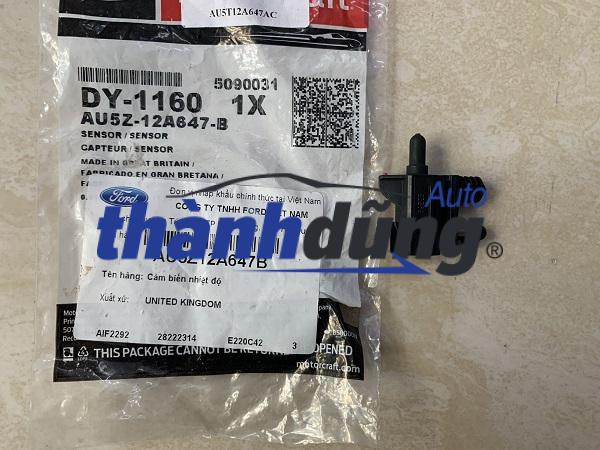 AU5T12A647AC
craft
5090031
DY-1160 1X
AU5Z-12A647-B
SENSOR / SENSOR
CAPTEUR / SENSOR
MADE IN GREAT BRITAIN /
FABRICADO EN GRAN BRETANA /
Ford
Đơn vị nhập khẩu chính thức tại Việt Nam
CÔNG TY TNHH FORD VIỆT NAM
Auto
thànhdũng®
AU5Z12A647B
Tên hàng: Cảm biến nhiệt độ
Xuất xứ: UNITED KINGDOM
AIF2292 28222314 E220C42 3
THIS PACKAGE CANNOT BE RETURNED OPENED
motorcraft.com